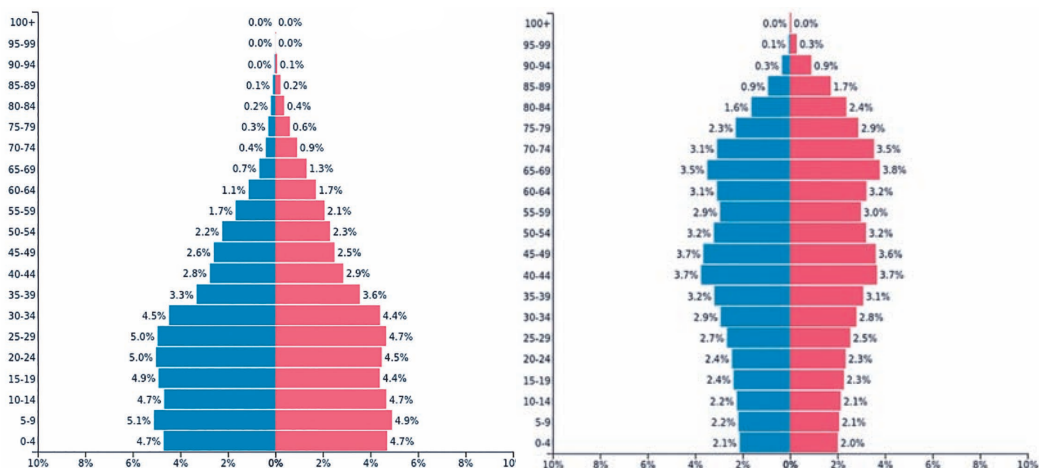 100+ 0.0% 0.0%
95-99 0.0% 0.0%
90-94 0.0% 0.1%
85-89 0.1% 0.2%
80-84 0.2% 0.4%
75-79 0.3% 0.6%
70-74 0.4% 0.9%
65-69 0.7% 1.3%
60-64 1.1% 1.7%
55-59 1.7% 2.1%
50-54 2.2% 2.3%
45-49 2.6% 2.5%
40-44 2.8% 2.9%
35-39 3.3% 3.6%
30-34 4.5% 4.4%
25-29 5.0% 4.7%
20-24 5.0% 4.5%
15-19 4.9% 4.4%
10-14 4.7% 4.7%
5-9 5.1% 4.9%
0-4 4.7% 4.7%
10% 8% 6% 4% 2% 0% 2% 4% 6% 8% 10
100+ 0.0% 0.0%
95-99 0.1% 0.3%
90-94 0.3% 0.9%
85-89 0.9% 1.7%
80-84 1.6% 2.4%
75-79 2.3% 2.9%
70-74 3.1% 3.5%
65-69 3.5% 3.8%
60-64 3.1% 3.2%
55-59 2.9% 3.0%
50-54 3.2% 3.2%
45-49 3.7% 3.6%
40-44 3.7% 3.7%
35-39 3.2% 3.1%
30-34 2.9% 2.8%
25-29 2.7% 2.5%
20-24 2.4% 2.3%
15-19 2.4% 2.3%
10-14 2.2% 2.1%
5-9 2.2% 2.1%
0-4 2.1% 2.0%
10% 8% 6% 4% 2% 0% 2% 4% 6% 8% 10%